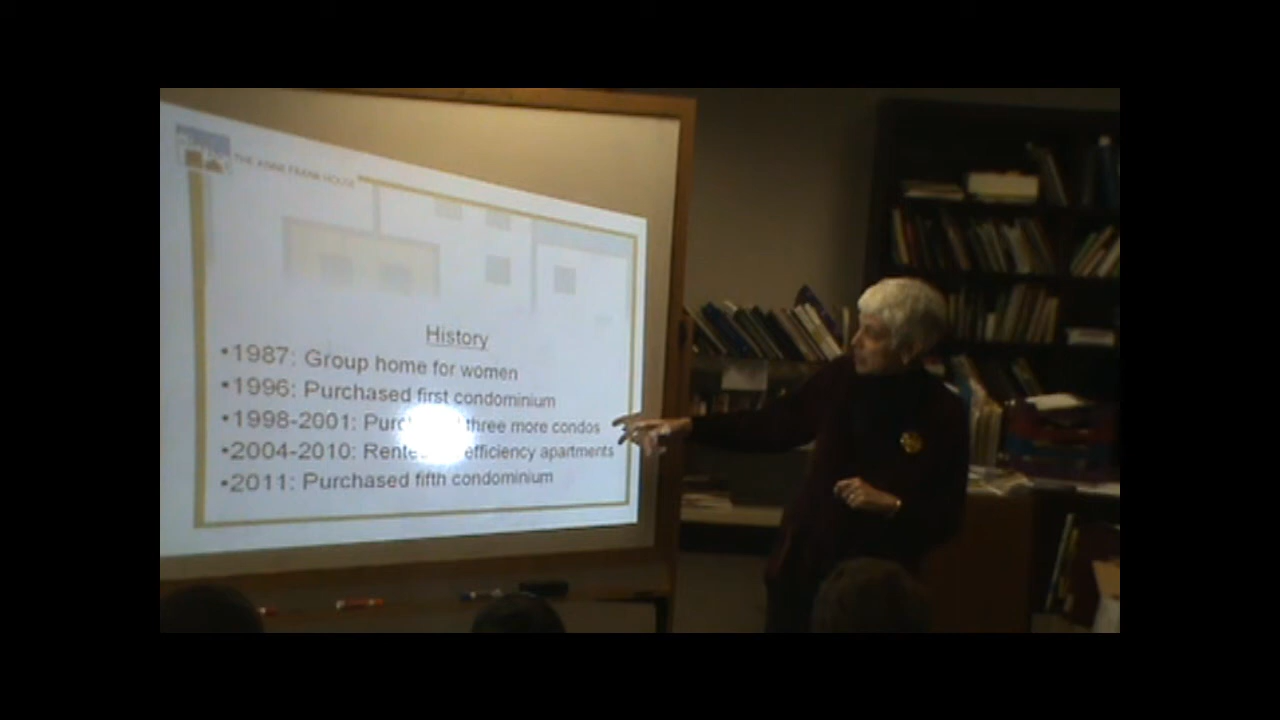 THE ANNE FRANK HOUSE
History
•1987: Group home for women
•1996: Purchased first condominium
•1998-2001: three more condos
•2004-2010: efficiency apartments
•2011: Purchased fifth condominium